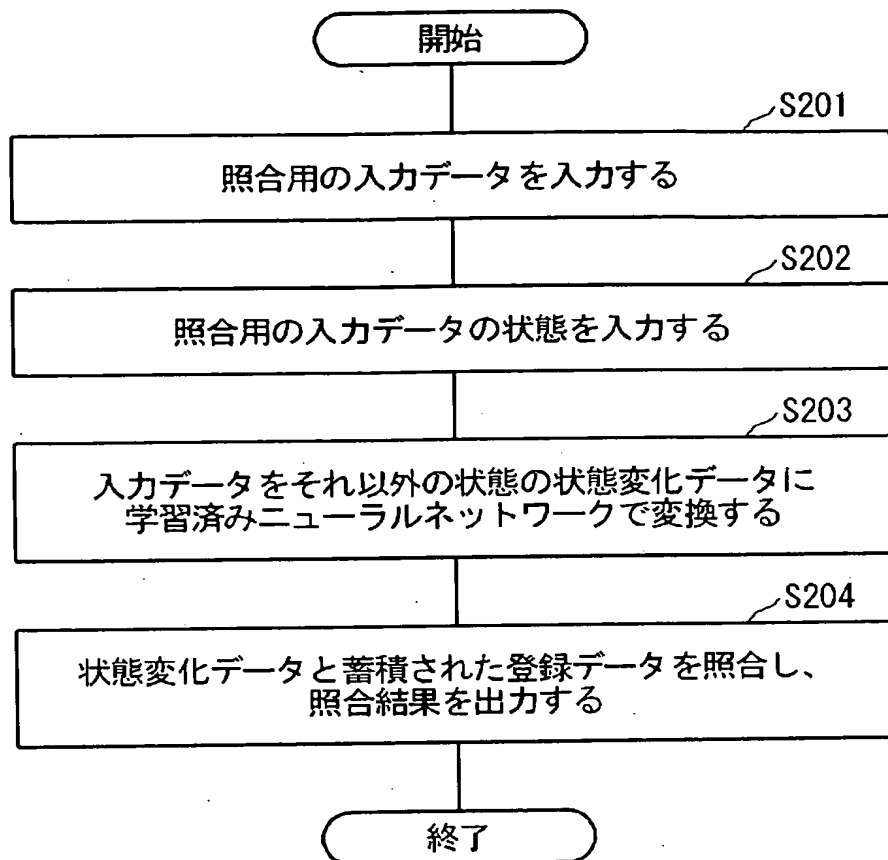 開始
S201
照合用の入力データを入力する
S202
照合用の入力データの状態を入力する
S203
入力データをそれ以外の状態の状態変化データに
学習済みニューラルネットワークで変換する
S204
状態変化データと蓄積された登録データを照合し、
照合結果を出力する
終了